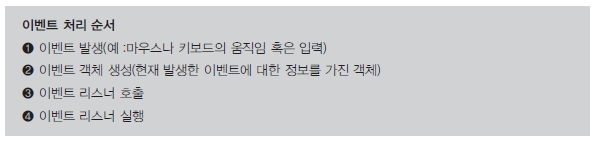 이벤트 처리 순서
❶ 이벤트 발생(예 :마우스나 키보드의 움직임 혹은 입력)
❷ 이벤트 객체 생성(현재 발생한 이벤트에 대한 정보를 가진 객체)
❸ 이벤트 리스너 호출
❹ 이벤트 리스너 실행